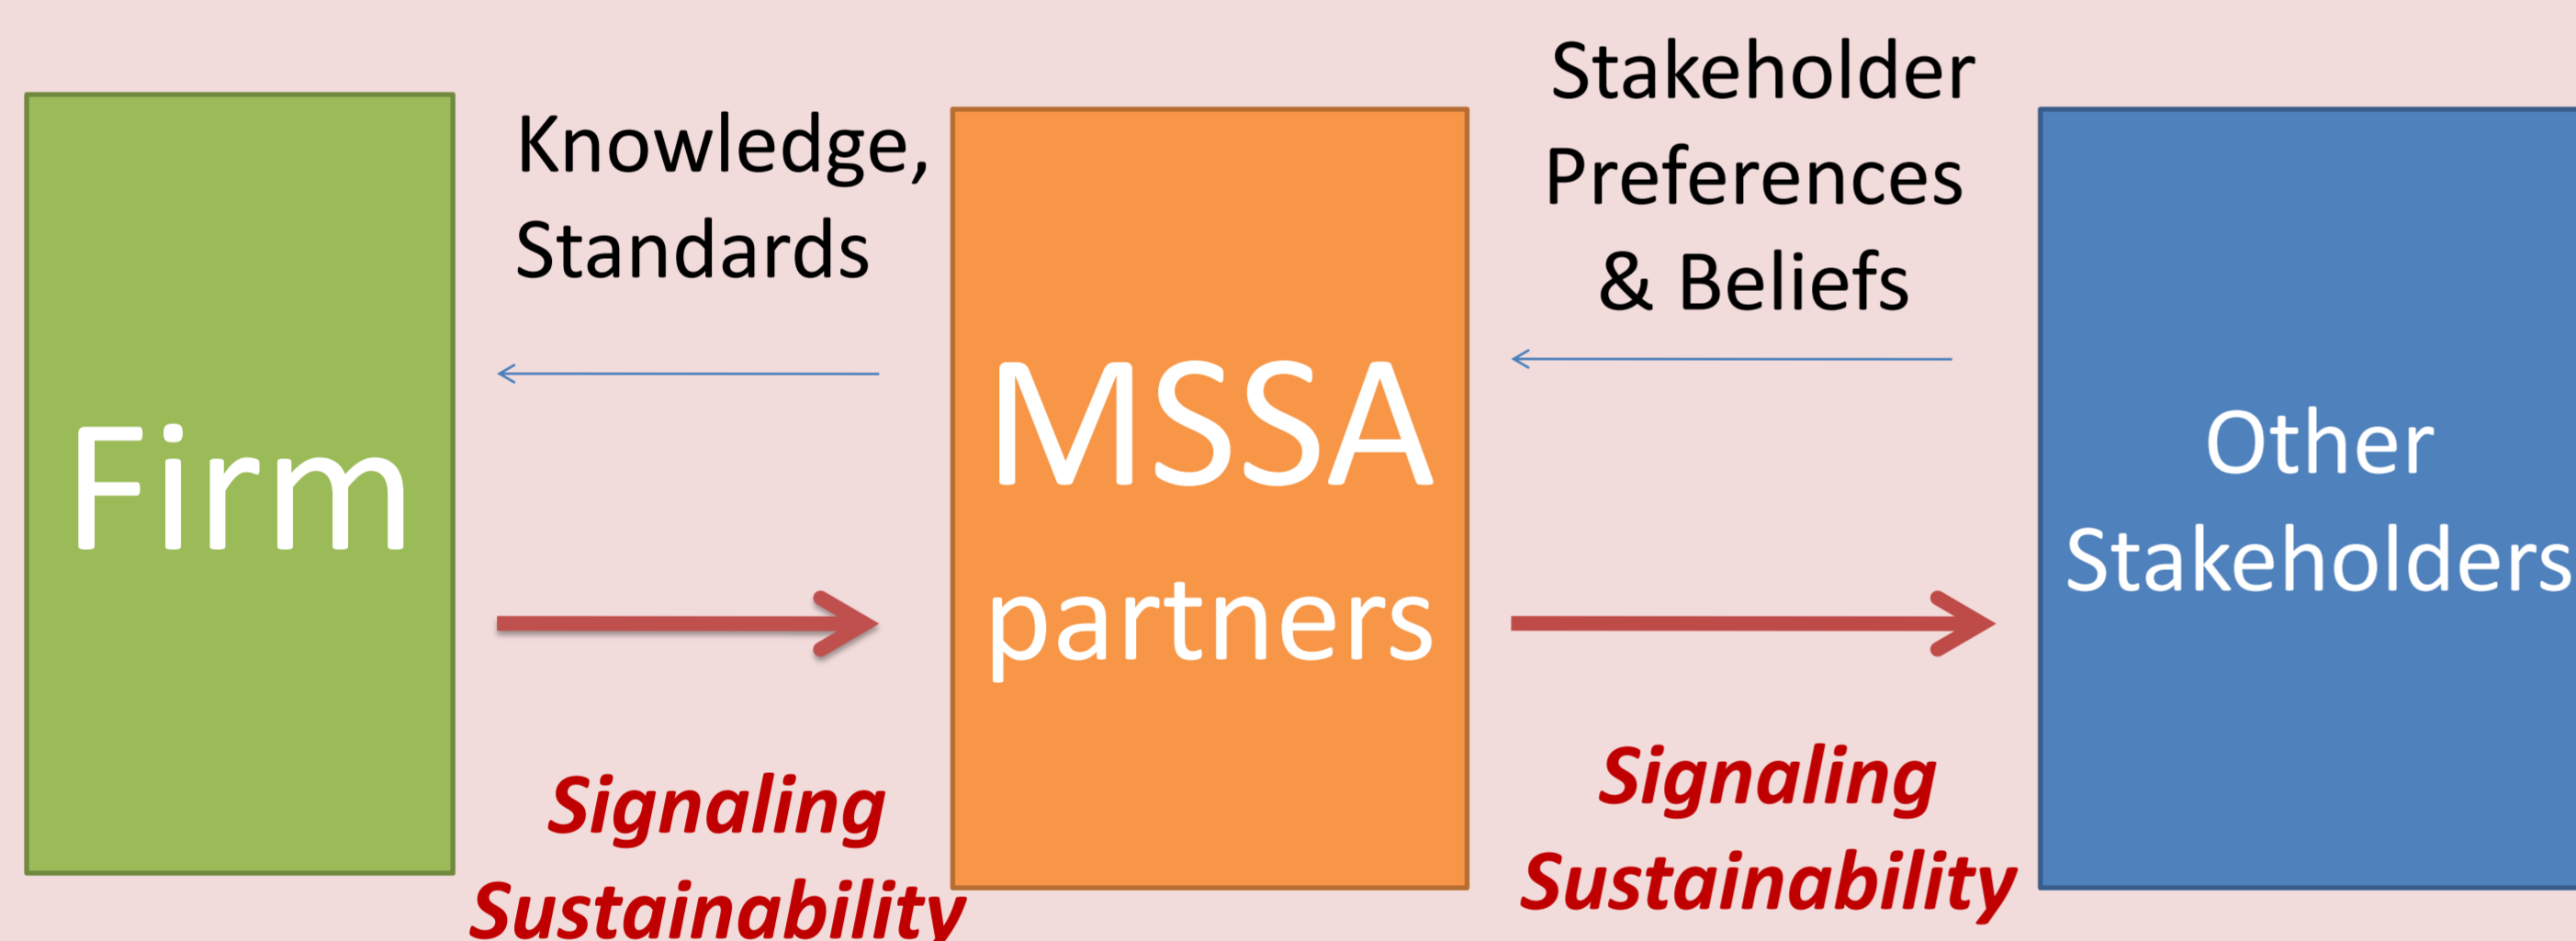 Firm
Knowledge,
Standards
Signaling
Sustainability
MSSA
partners
Stakeholder
Preferences
& Beliefs
Signaling
Sustainability
Other
Stakeholders